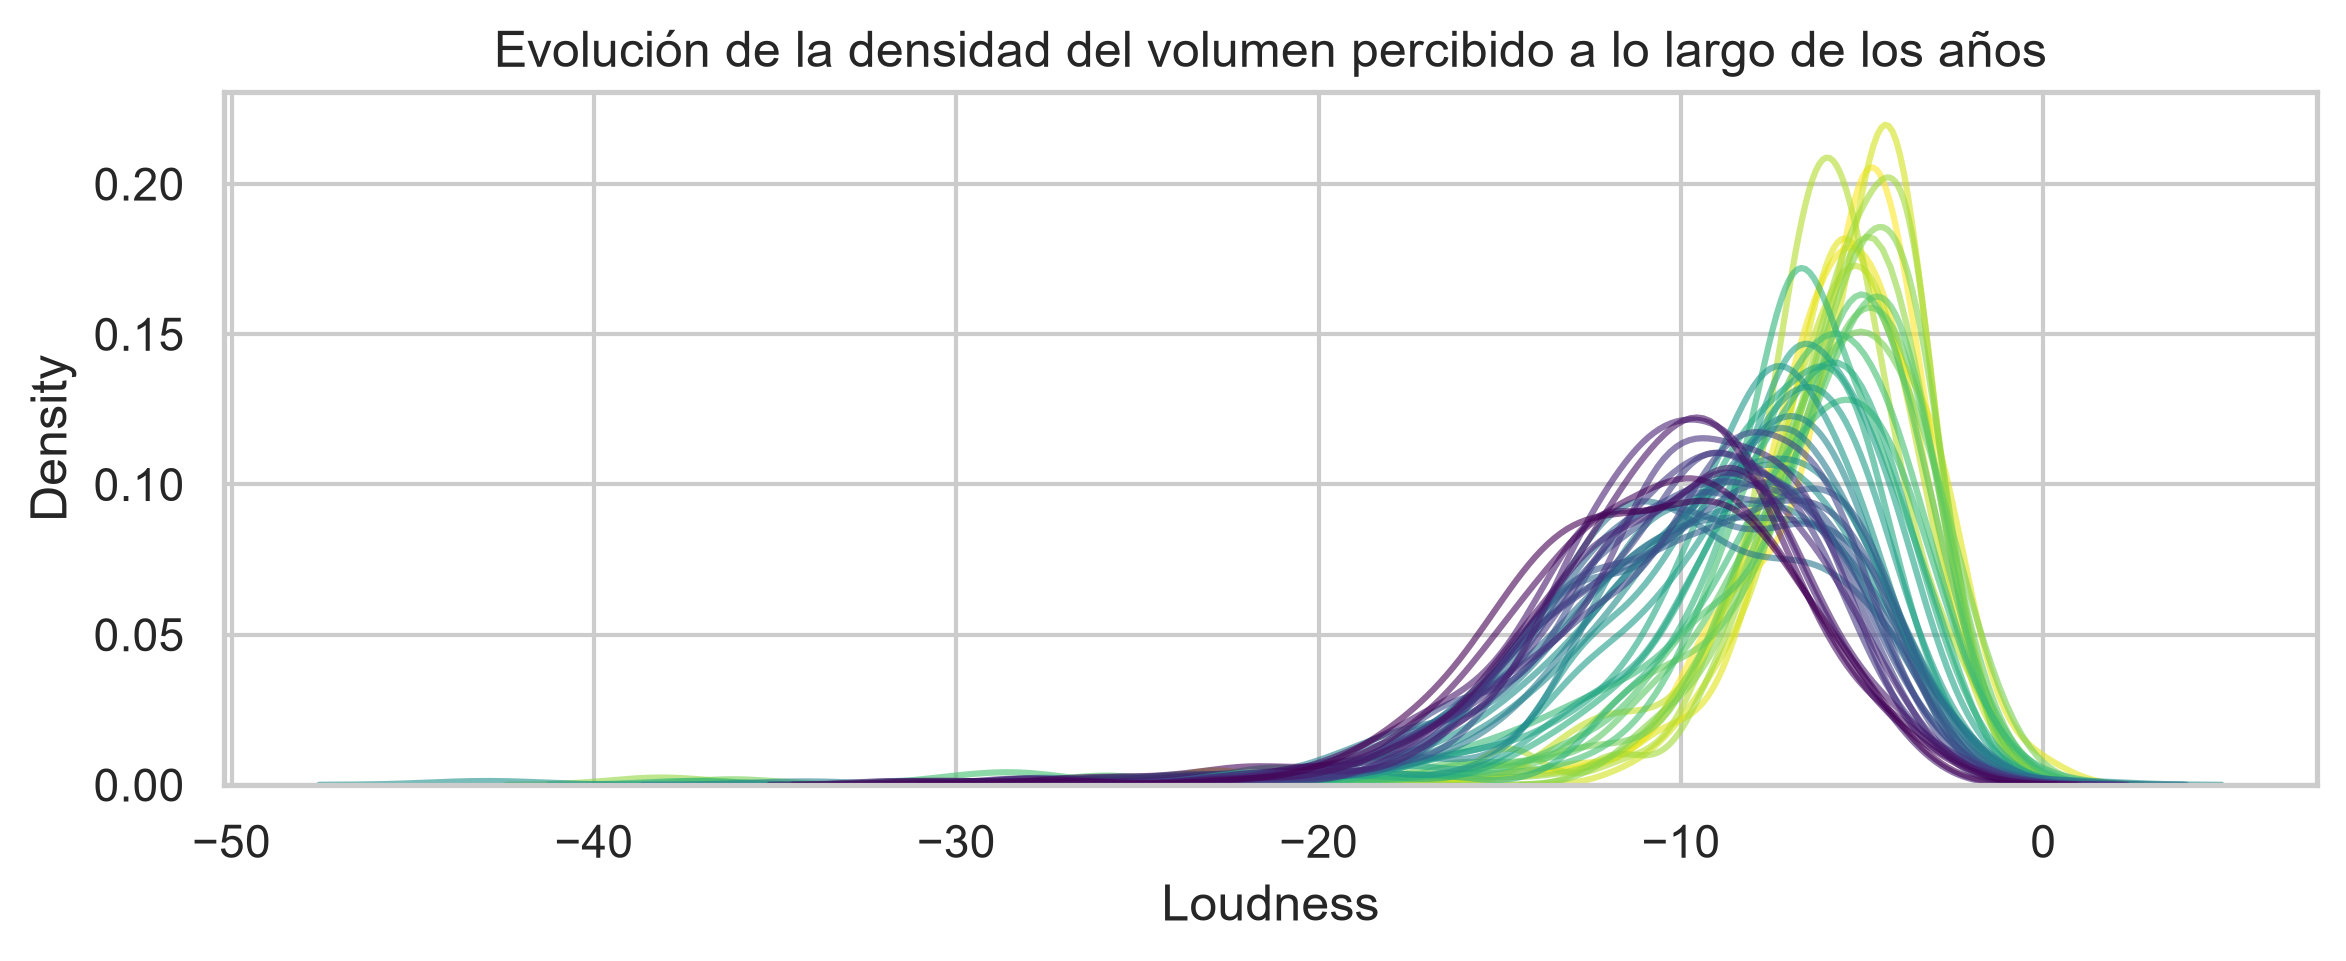 Evolución de la densidad del volumen percibido a lo largo de los años
Density
0.20
0.15
0.10
0.05
0.00
−50 −40 −30 −20 −10 0
Loudness